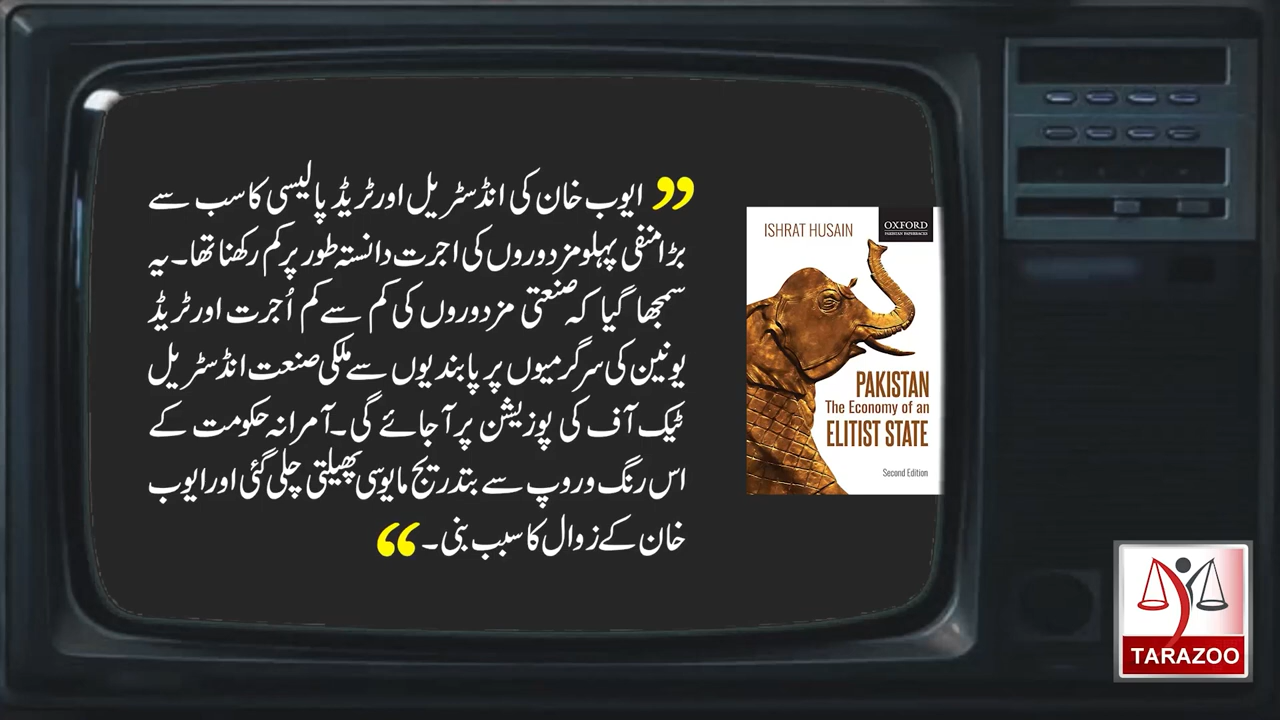 ” ایوب خان کی انڈسٹریل اور ٹریڈ پالیسی کا سب سے
بڑا منفی پہلو مزدوروں کی اجرت دانستہ طور پر کم رکھنا تھا۔ یہ
سمجھا گیا کہ صنعتی مزدوروں کی کم سے کم اُجرت اور ٹریڈ
یونین کی سرگرمیوں پر پابندیوں سے ملکی صنعت انڈسٹریل
ٹیک آف کی پوزیشن پر آ جائے گی۔ آمرانہ حکومت کے
اس رنگ و روپ سے بتدریج مایوسی پھیلتی چلی گئی اور ایوب
خان کے زوال کا سبب بنی۔ “
ISHRAT HUSAIN
OXFORD
PAKISTAN PAPERBACKS
PAKISTAN
The Economy of an
ELITIST STATE
Second Edition
TARAZOO